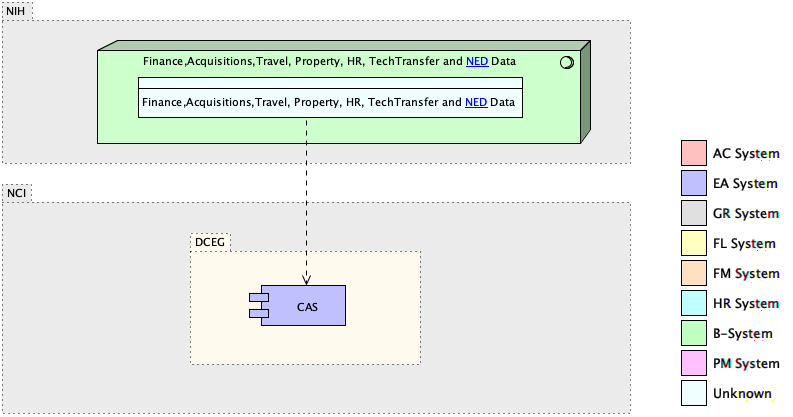 NIH
Finance,Acquisitions,Travel, Property, HR, TechTransfer and NED Data
Finance,Acquisitions,Travel, Property, HR, TechTransfer and NED Data
NCI
DCEG
CAS
AC System
EA System
GR System
FL System
FM System
HR System
B-System
PM System
Unknown